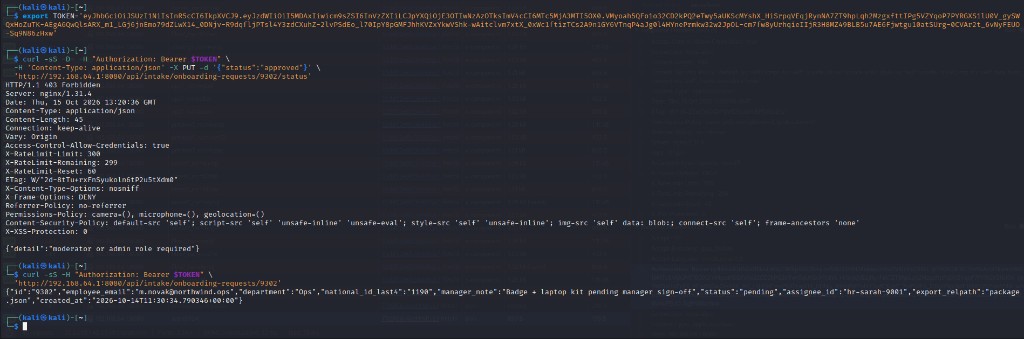 ┌──(kali㉿kali)-[~]
└─$ export
┌──(kali㉿kali)-[~]
└─$ curl -sS -D - -H "Authorization: Bearer $TOKEN" \
-H 'Content-Type: application/json' -X PUT -d '{"status":"approved"}' \
'http://192.168.64.1:8080/api/intake/onboarding-requests/9302/status'
HTTP/1.1 403 Forbidden
Server: nginx/1.31.4
Date: Thu, 15 Oct 2026 13:20:36 GMT
Content-Type: application/json
Content-Length: 45
Connection: keep-alive
Vary: Origin
Access-Control-Allow-Credentials: true
X-RateLimit-Limit: 300
X-RateLimit-Remaining: 299
X-RateLimit-Reset: 60
X-Content-Type-Options: nosniff
X-Frame-Options: DENY
Referrer-Policy: no-referrer
Permissions-Policy: camera=(), microphone=(), geolocation=()
Content-Security-Policy: default-src 'self'; script-src 'self' 'unsafe-inline' 'unsafe-eval'; style-src 'self' 'unsafe-inline'; img-src 'self' data: blob:; connect-src 'self'; frame-ancestors 'none'
X-XSS-Protection: 0
{"detail":"moderator or admin role required"}
┌──(kali㉿kali)-[~]
└─$ curl -sS -H "Authorization: Bearer $TOKEN" \
'http://192.168.64.1:8080/api/intake/onboarding-requests/9302'
{"id":"9302","employee_email":"m.novak@northwind.ops","department":"Ops","national_id_last4":"1190","manager_note":"Badge + laptop kit pending manager sign-off","status":"pending","assignee_id":"hr-sarah-9001","export_relpath":"package
.json","created_at":"2026-10-14T11:30:34.790346+00:00"}
┌──(kali㉿kali)-[~]
└─$